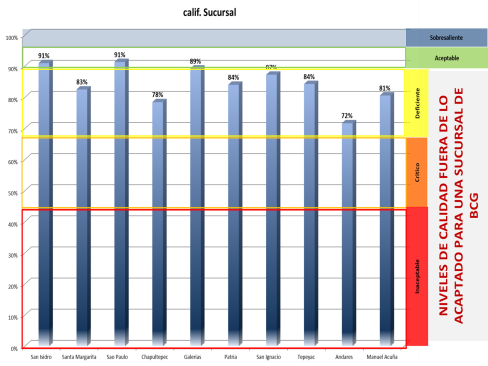 calif. Sucursal
100%
90%
80%
70%
60%
50%
40%
30%
20%
10%
0%
91%
83%
91%
78%
89%
84%
87%
84%
72%
81%
San Isidro
Santa Margarita
Sao Paulo
Chapultepec
Galerias
Patria
San Ignacio
Tepeyac
Andares
Manuel Acuña
Sobresaliente
Aceptable
Deficiente
Critico
Inaceptable
NIVELES DE CALIDAD FUERA DE LO
ACAPTADO PARA UNA SUCURSAL DE
BCG